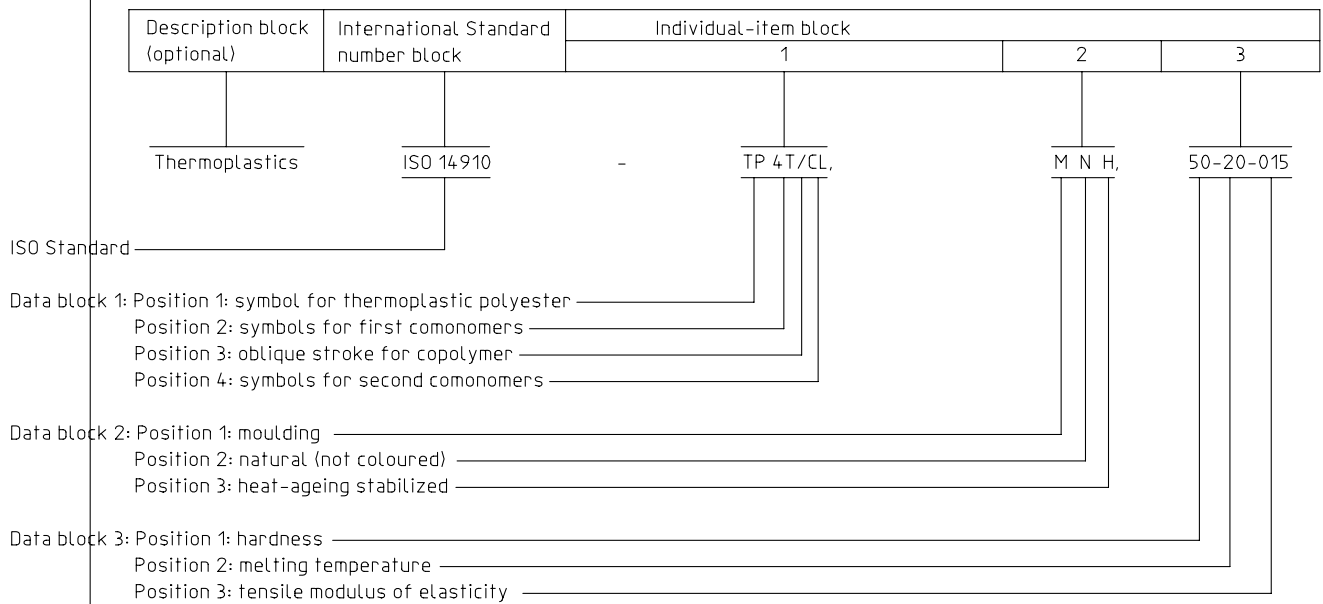 Description block International Standard Individual-item block
(optional) number block 1 2 3
Thermoplastics ISO 14910 - TP 4T/CL, M N H, 50-20-015
ISO Standard
Data block 1: Position 1: symbol for thermoplastic polyester
Position 2: symbols for first comonomers
Position 3: oblique stroke for copolymer
Position 4: symbols for second comonomers
Data block 2: Position 1: moulding
Position 2: natural (not coloured)
Position 3: heat-ageing stabilized
Data block 3: Position 1: hardness
Position 2: melting temperature
Position 3: tensile modulus of elasticity